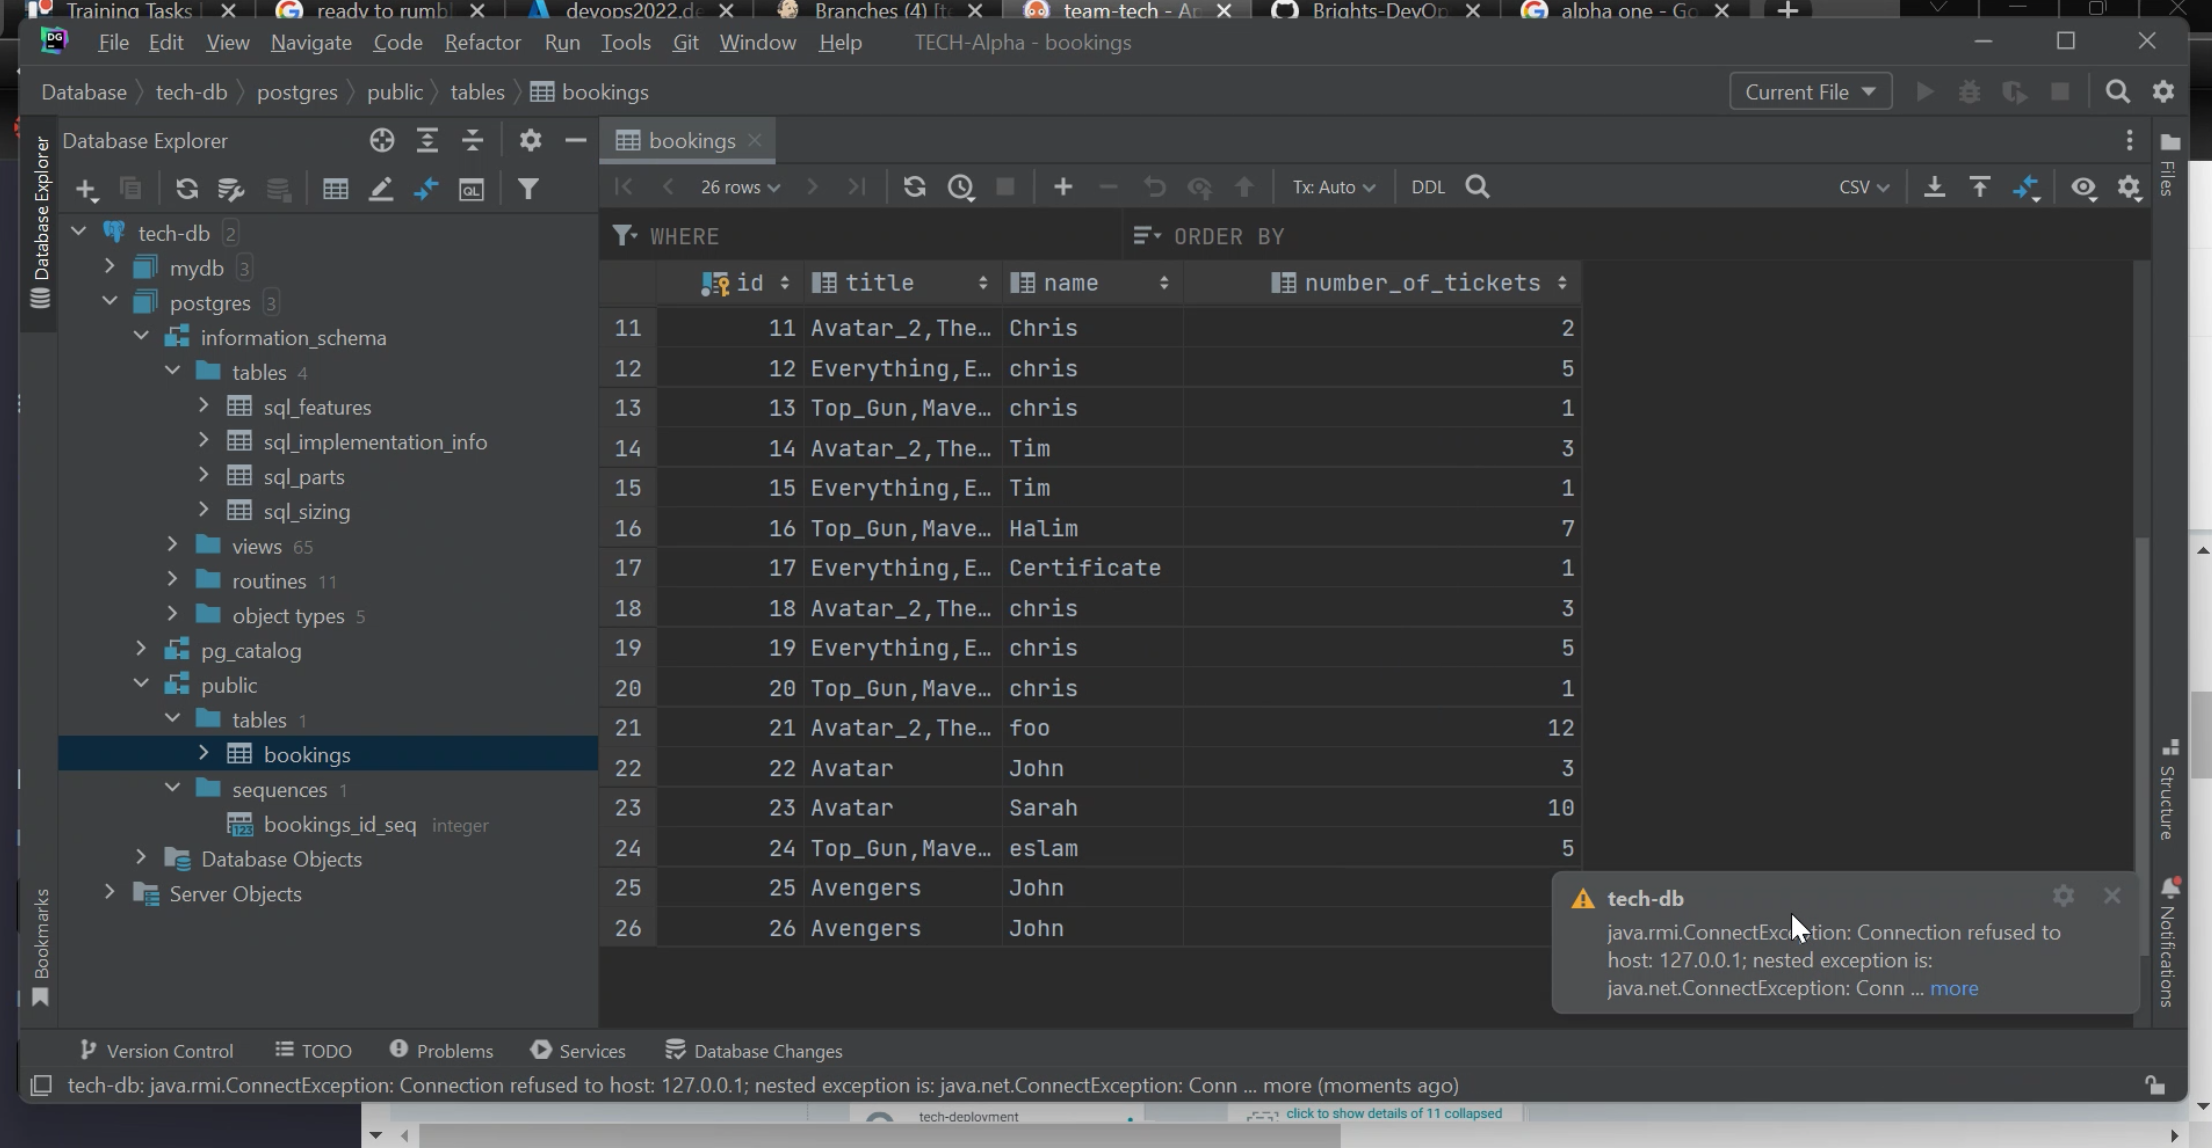 Training Tasks
ready to rumbl
devops2022.de
Branches (4) [te
team-tech - Ap
Brights-DevOp
alpha one - Go
DG
File Edit View Navigate Code Refactor Run Tools Git Window Help
TECH-Alpha - bookings
Database tech-db postgres public tables bookings
Current File
Database Explorer
bookings
26 rows
Tx: Auto
DDL
CSV
WHERE
ORDER BY
id title name number_of_tickets
11 11 Avatar_2,The… Chris 2
12 12 Everything,E… chris 5
13 13 Top_Gun,Mave… chris 1
14 14 Avatar_2,The… Tim 3
15 15 Everything,E… Tim 1
16 16 Top_Gun,Mave… Halim 7
17 17 Everything,E… Certificate 1
18 18 Avatar_2,The… chris 3
19 19 Everything,E… chris 5
20 20 Top_Gun,Mave… chris 1
21 21 Avatar_2,The… foo 12
22 22 Avatar John 3
23 23 Avatar Sarah 10
24 24 Top_Gun,Mave… eslam 5
25 25 Avengers John
26 26 Avengers John
tech-db 2
mydb 3
postgres 3
information_schema
tables 4
sql_features
sql_implementation_info
sql_parts
sql_sizing
views 65
routines 11
object types 5
pg_catalog
public
tables 1
bookings
sequences 1
bookings_id_seq integer
Database Objects
Server Objects
Database Explorer
Bookmarks
Files
Structure
Notifications
QL
123
tech-db
java.rmi.ConnectException: Connection refused to
host: 127.0.0.1; nested exception is:
java.net.ConnectException: Conn ... more
Version Control TODO Problems Services Database Changes
tech-db: java.rmi.ConnectException: Connection refused to host: 127.0.0.1; nested exception is: java.net.ConnectException: Conn ... more (moments ago)
tech-deployment
click to show details of 11 collapsed